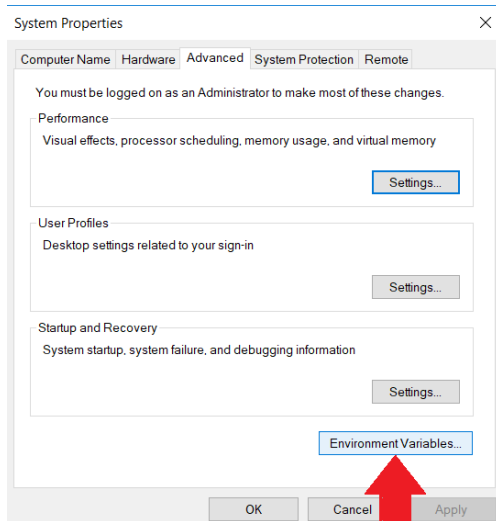 System Properties
Computer Name Hardware Advanced System Protection Remote
You must be logged on as an Administrator to make most of these changes.
Performance
Visual effects, processor scheduling, memory usage, and virtual memory
Settings...
User Profiles
Desktop settings related to your sign-in
Settings...
Startup and Recovery
System startup, system failure, and debugging information
Settings...
Environment Variables...
OK Cancel Apply